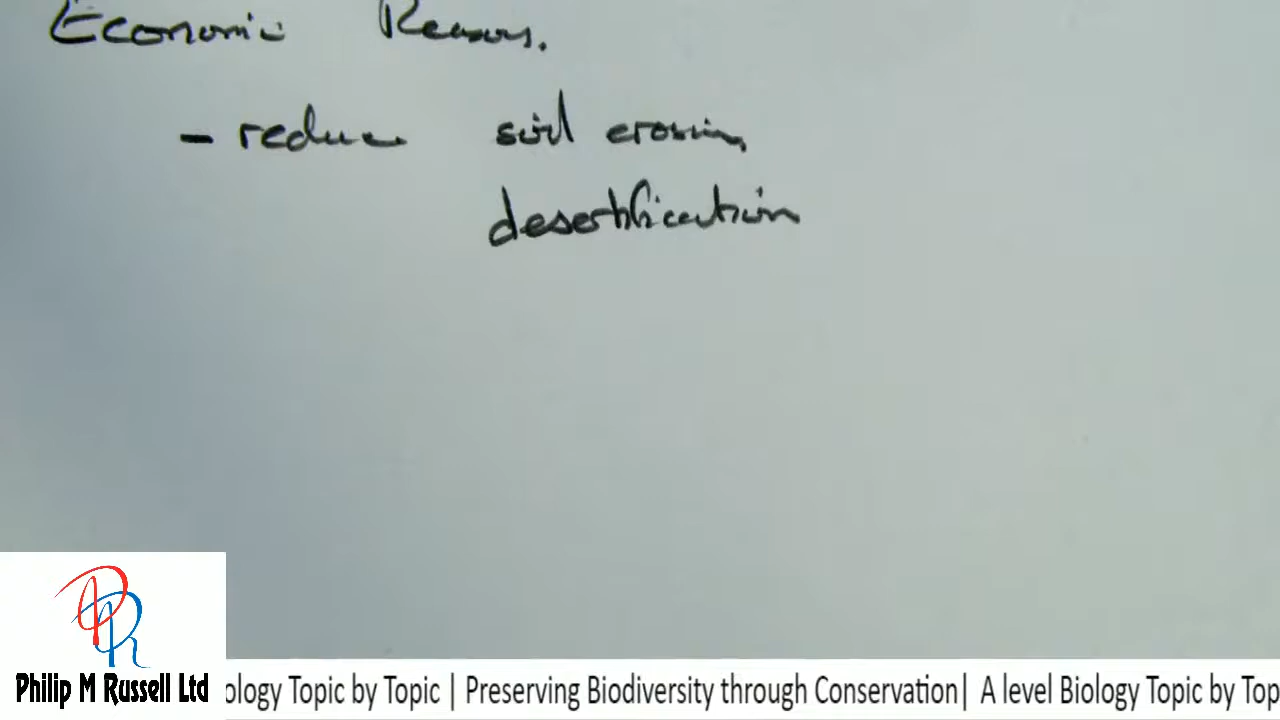 Economic Reasons.
- reduce soil erosion,
desertification
Philip M Russell Ltd
ology Topic by Topic | Preserving Biodiversity through Conservation| A level Biology Topic by Top